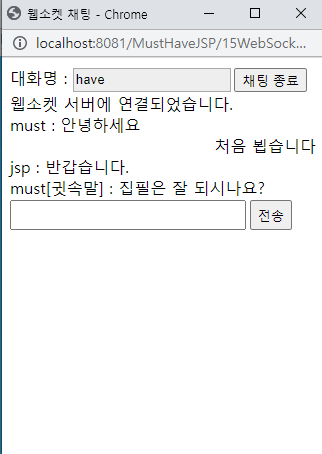 웹소켓 채팅 - Chrome
localhost:8081/MustHaveJSP/15WebSock...
대화명 : have 채팅 종료
웹소켓 서버에 연결되었습니다.
must : 안녕하세요
처음 뵙습니다
jsp : 반갑습니다.
must[귓속말] : 집필은 잘 되시나요?
전송